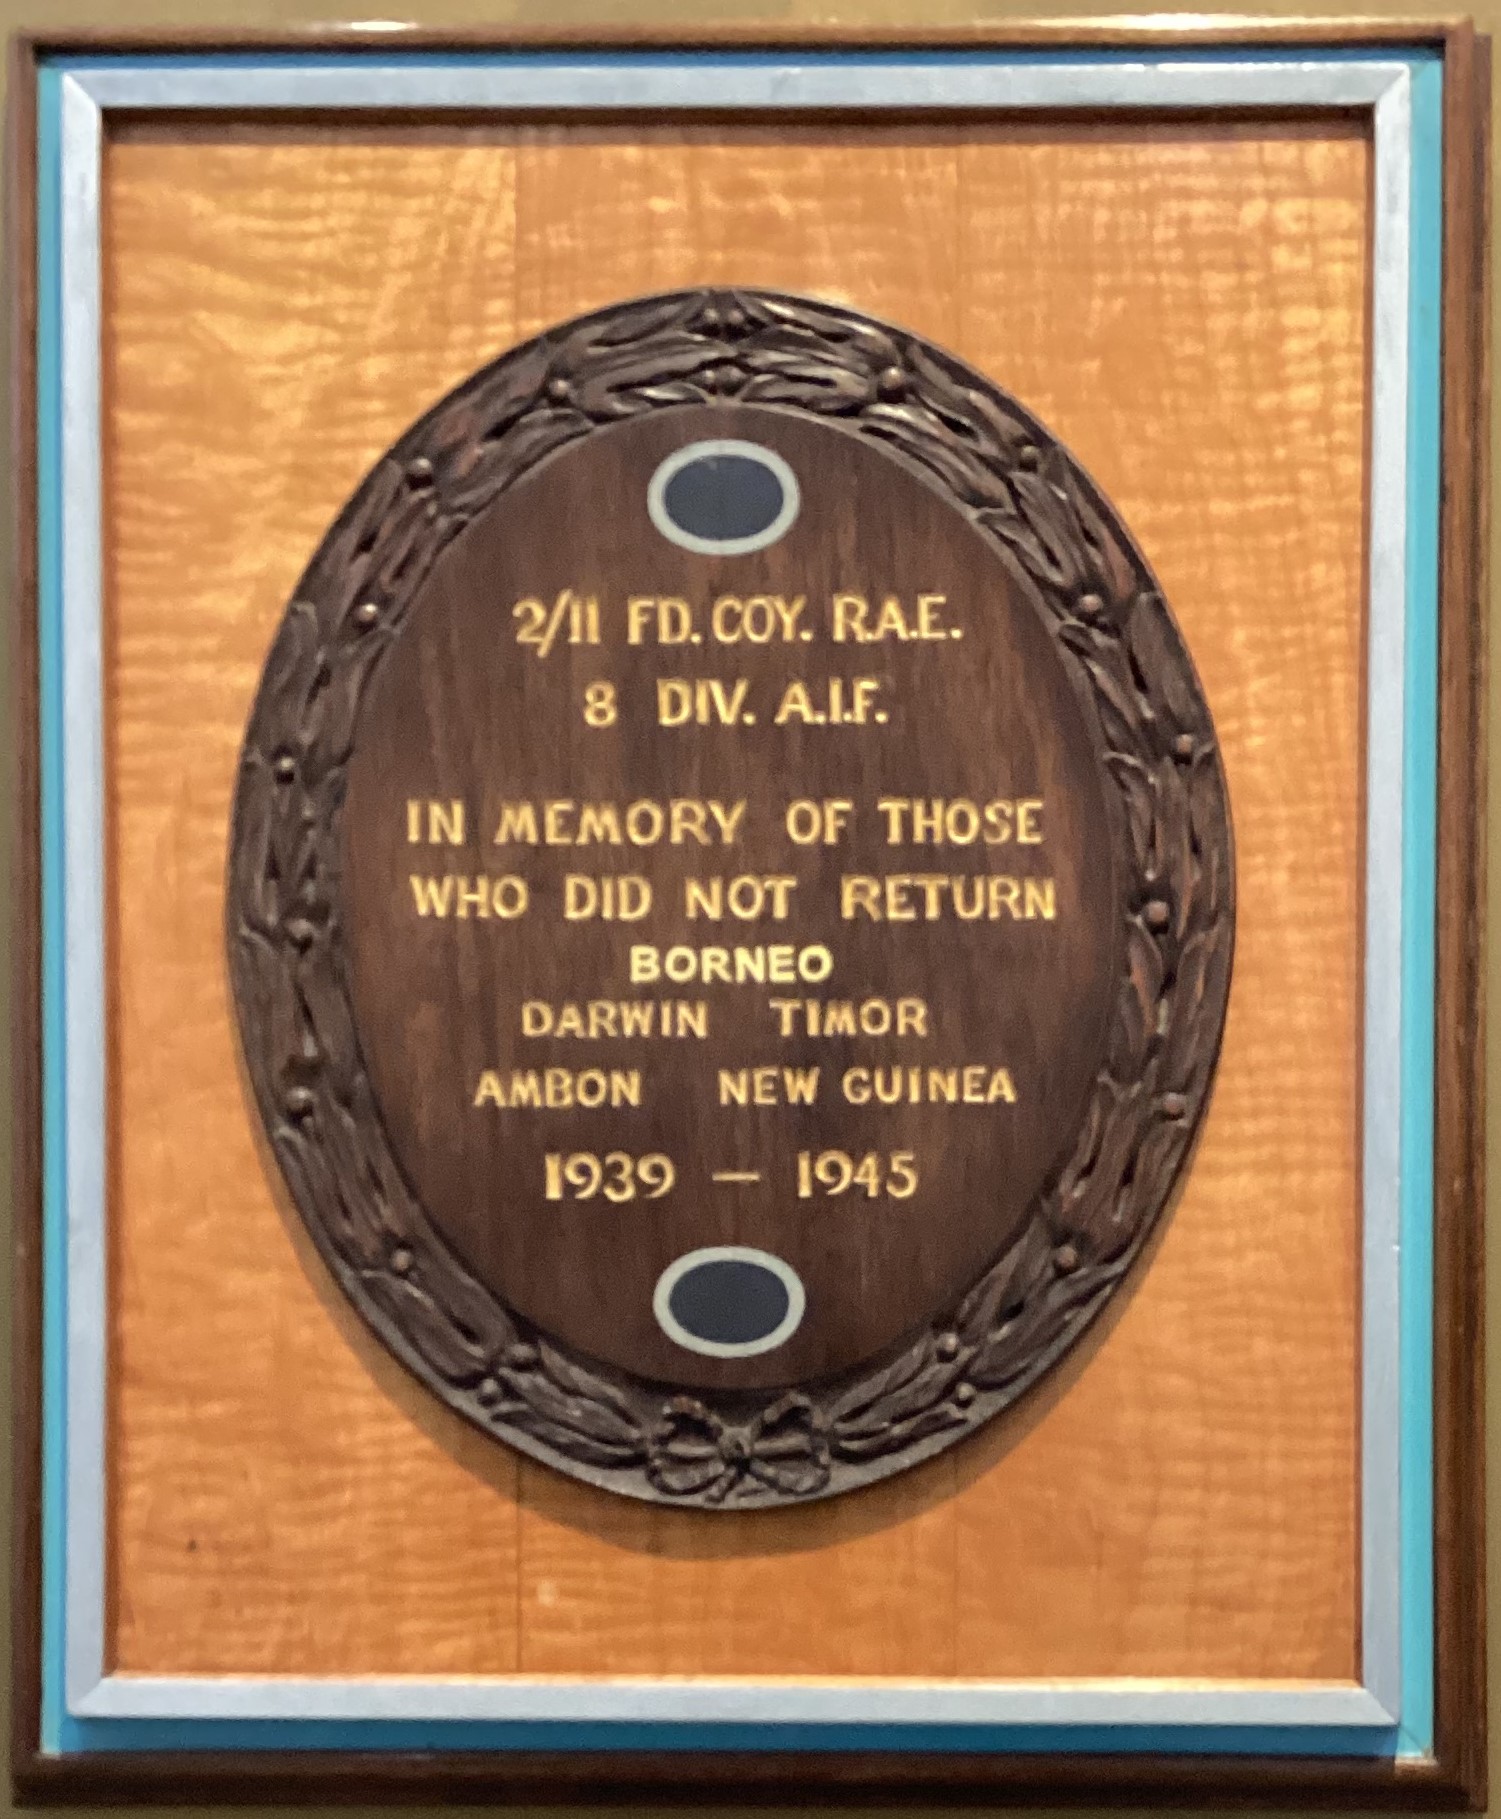 2/11 FD. COY. R.A.E.
8 DIV. A.I.F.
IN MEMORY OF THOSE
WHO DID NOT RETURN
BORNEO
DARWIN TIMOR
AMBON NEW GUINEA
1939 — 1945